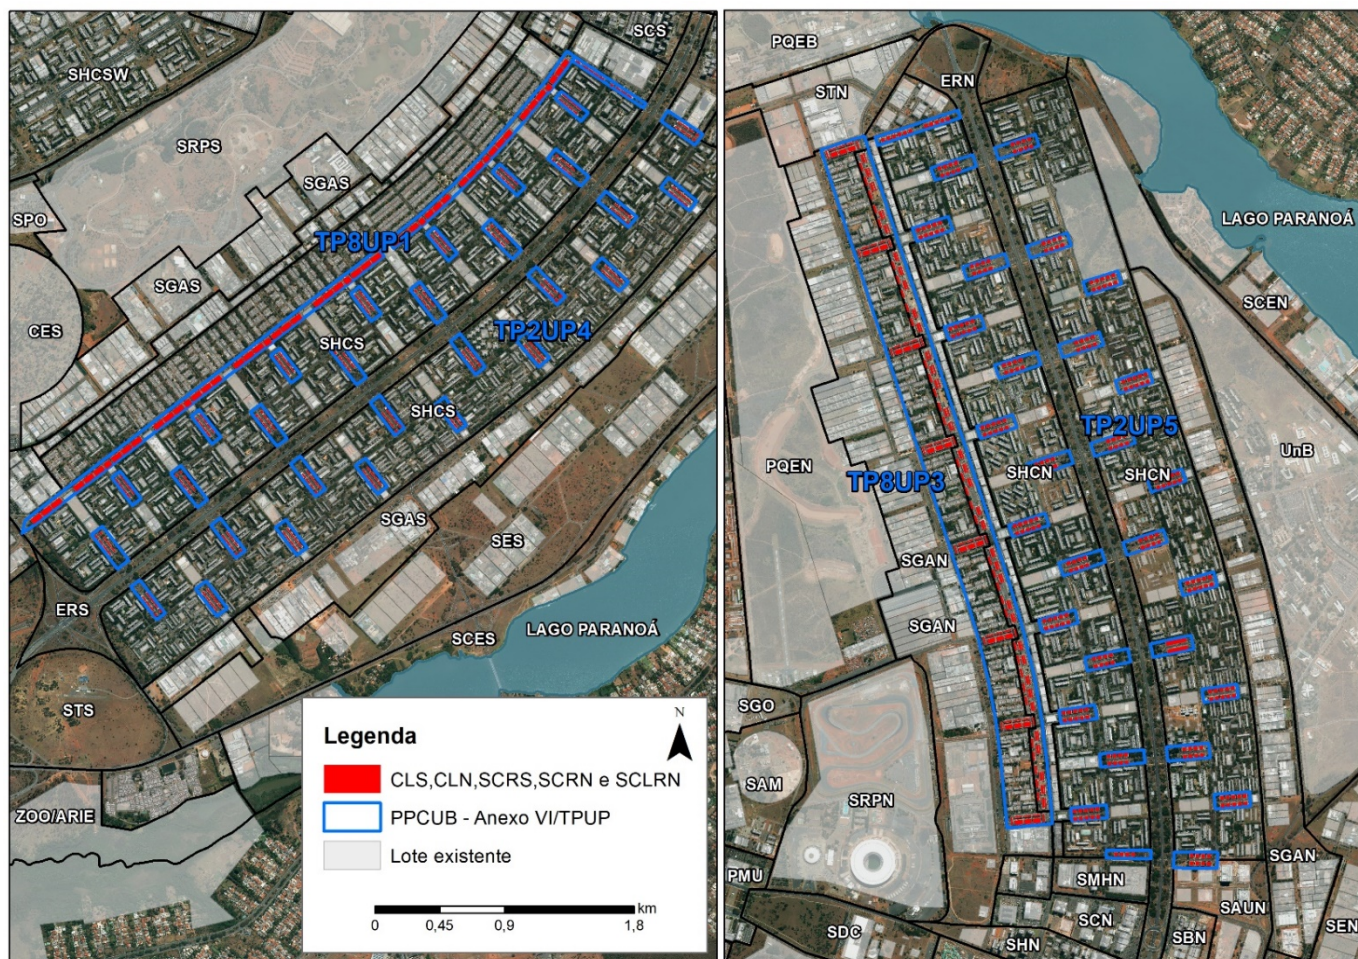 SCS
SHCSW
SRPS
SGAS
SPO
TP8UP1
SGAS
CES
TP2UP4
SHCS
SHCS
SGAS
SES
ERS
SCES
LAGO PARANOÁ
STS
ZOO/ARIE
Legenda
N
CLS,CLN,SCRS,SCRN e SCLRN
PPCUB - Anexo VI/TPUP
Lote existente
km
0 0,45 0,9 1,8
PQEB
ERN
STN
LAGO PARANOÁ
SCEN
TP2UP5
UnB
PQEN
SHCN
SHCN
TP8UP3
SGAN
SGAN
SGO
SAM
SRPN
PMU
SMHN
SGAN
SAUN
SCN
SDC
SHN
SBN
SEN